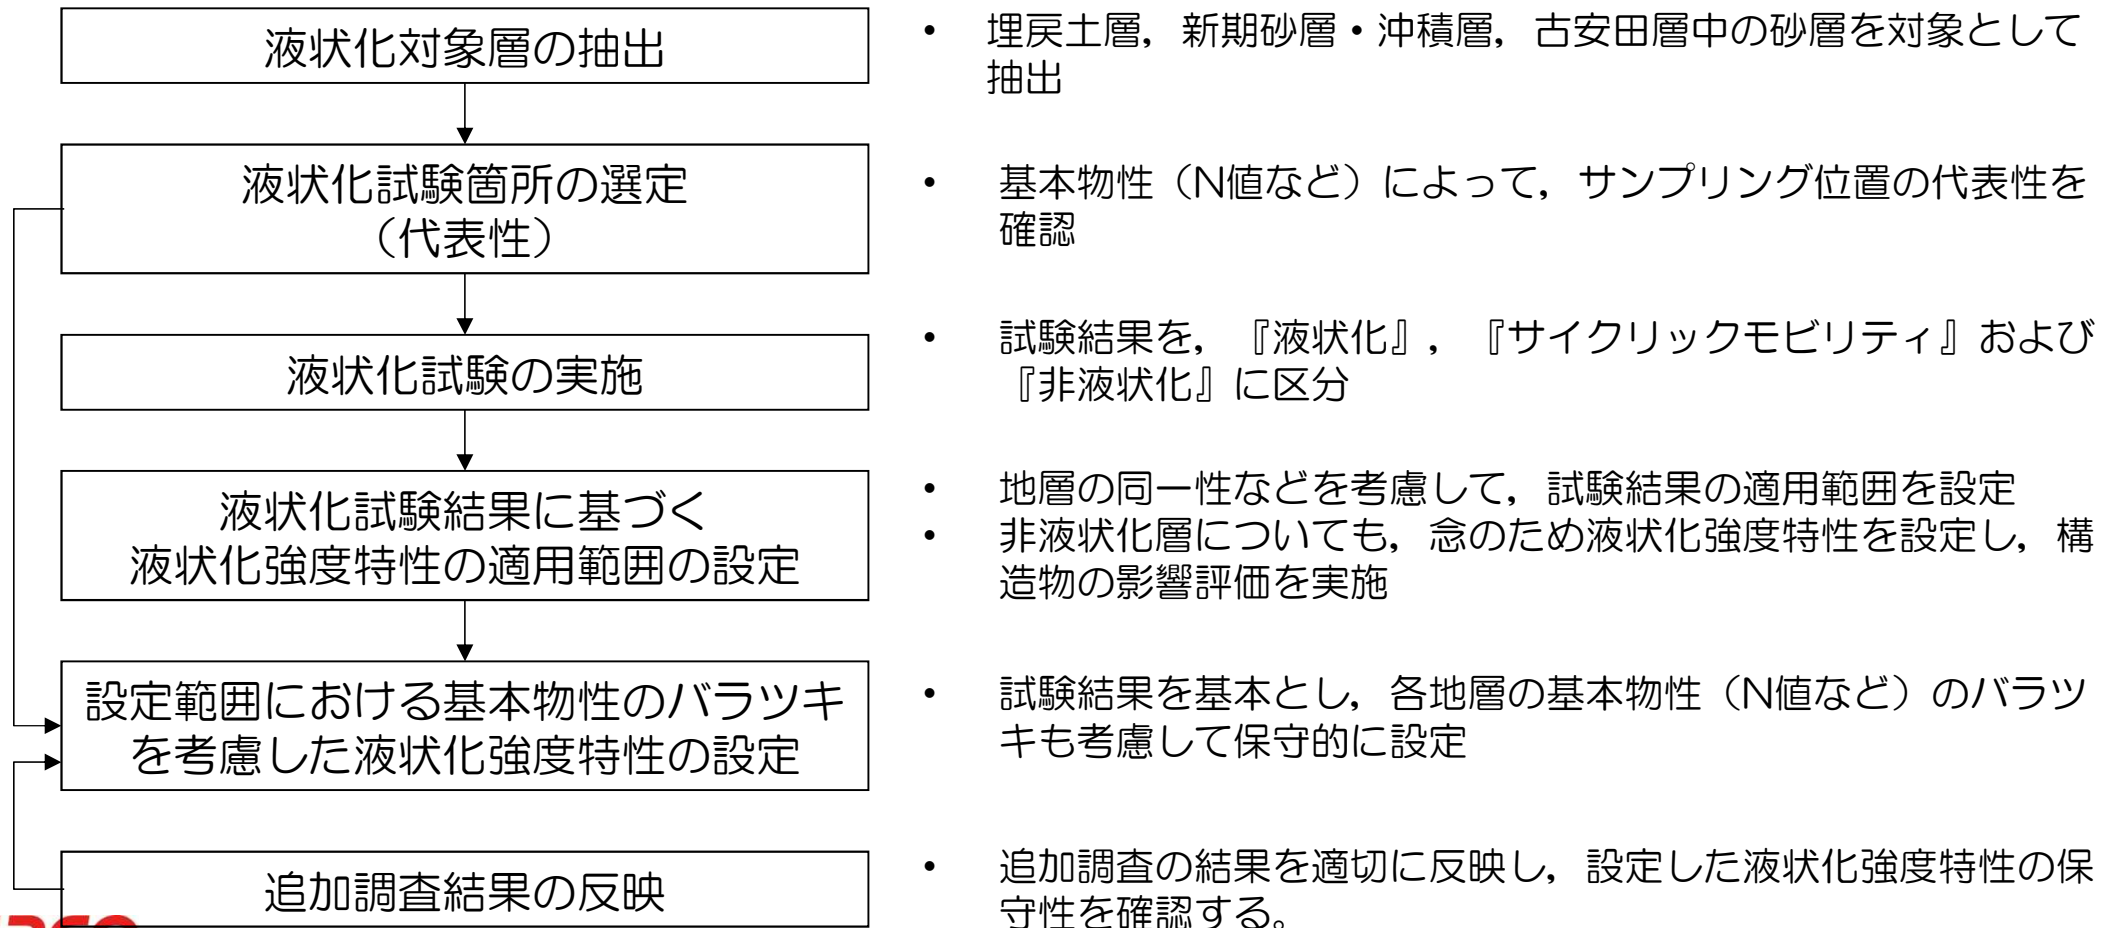 液状化対象層の抽出
• 埋戻土層，新期砂層・沖積層，古安田層中の砂層を対象として
抽出
液状化試験箇所の選定
（代表性）
• 基本物性（N値など）によって，サンプリング位置の代表性を
確認
液状化試験の実施
• 試験結果を，『液状化』，『サイクリックモビリティ』および
『非液状化』に区分
液状化試験結果に基づく
液状化強度特性の適用範囲の設定
• 地層の同一性などを考慮して，試験結果の適用範囲を設定
• 非液状化層についても，念のため液状化強度特性を設定し，構
造物の影響評価を実施
設定範囲における基本物性のバラツキ
を考慮した液状化強度特性の設定
• 試験結果を基本とし，各地層の基本物性（N値など）のバラツ
キも考慮して保守的に設定
追加調査結果の反映
• 追加調査の結果を適切に反映し，設定した液状化強度特性の保
守性を確認する。